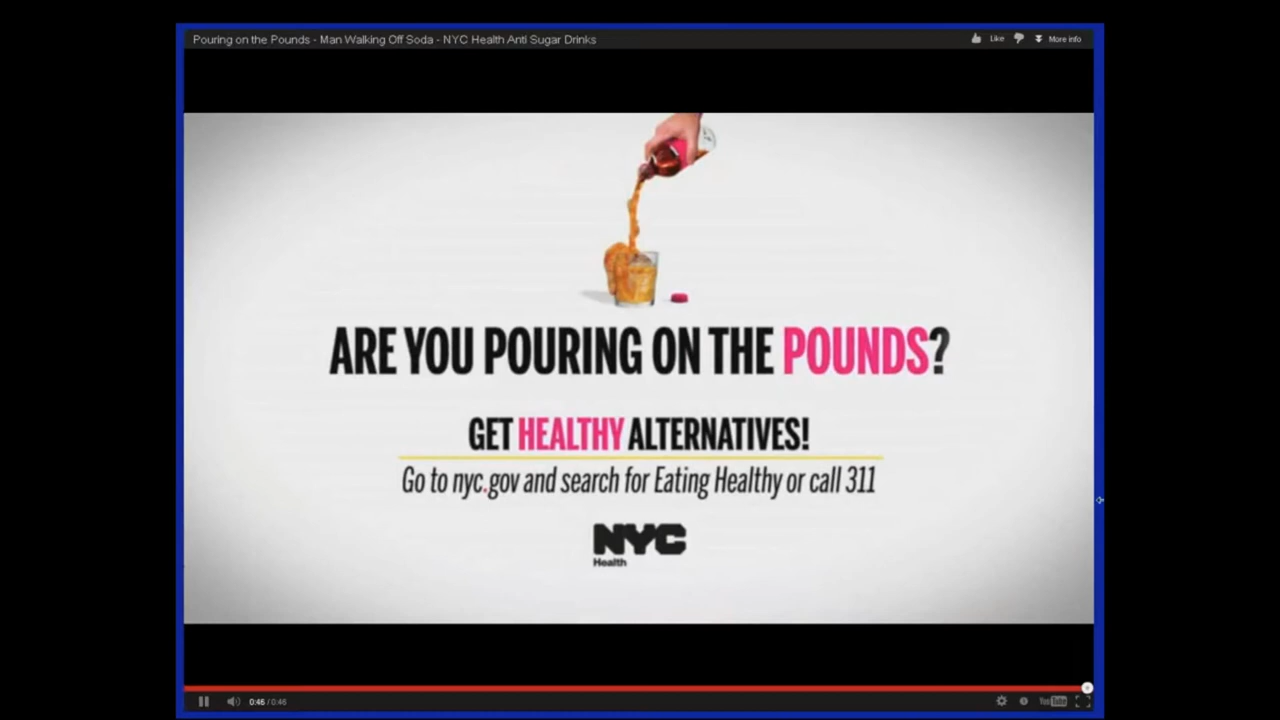 Pouring on the Pounds - Man Walking Off Soda - NYC Health Anti Sugar Drinks
Like
More info
ARE YOU POURING ON THE POUNDS?
GET HEALTHY ALTERNATIVES!
Go to nyc.gov and search for Eating Healthy or call 311
NYC
Health
0:46 / 0:46
YouTube